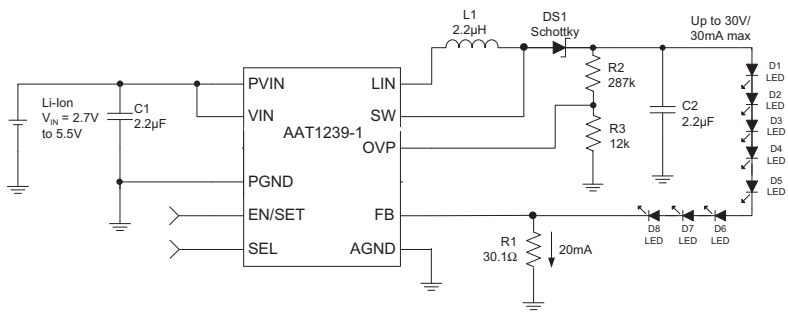 L1
2.2µH
DS1
Schottky
Up to 30V/
30mA max
Li-Ion
V_IN = 2.7V
to 5.5V
C1
2.2µF
PVIN
VIN
PGND
EN/SET
SEL
AAT1239-1
LIN
SW
OVP
FB
AGND
R2
287k
R3
12k
C2
2.2µF
D1
LED
D2
LED
D3
LED
D4
LED
D5
LED
D8
LED
D7
LED
D6
LED
R1
30.1Ω
20mA